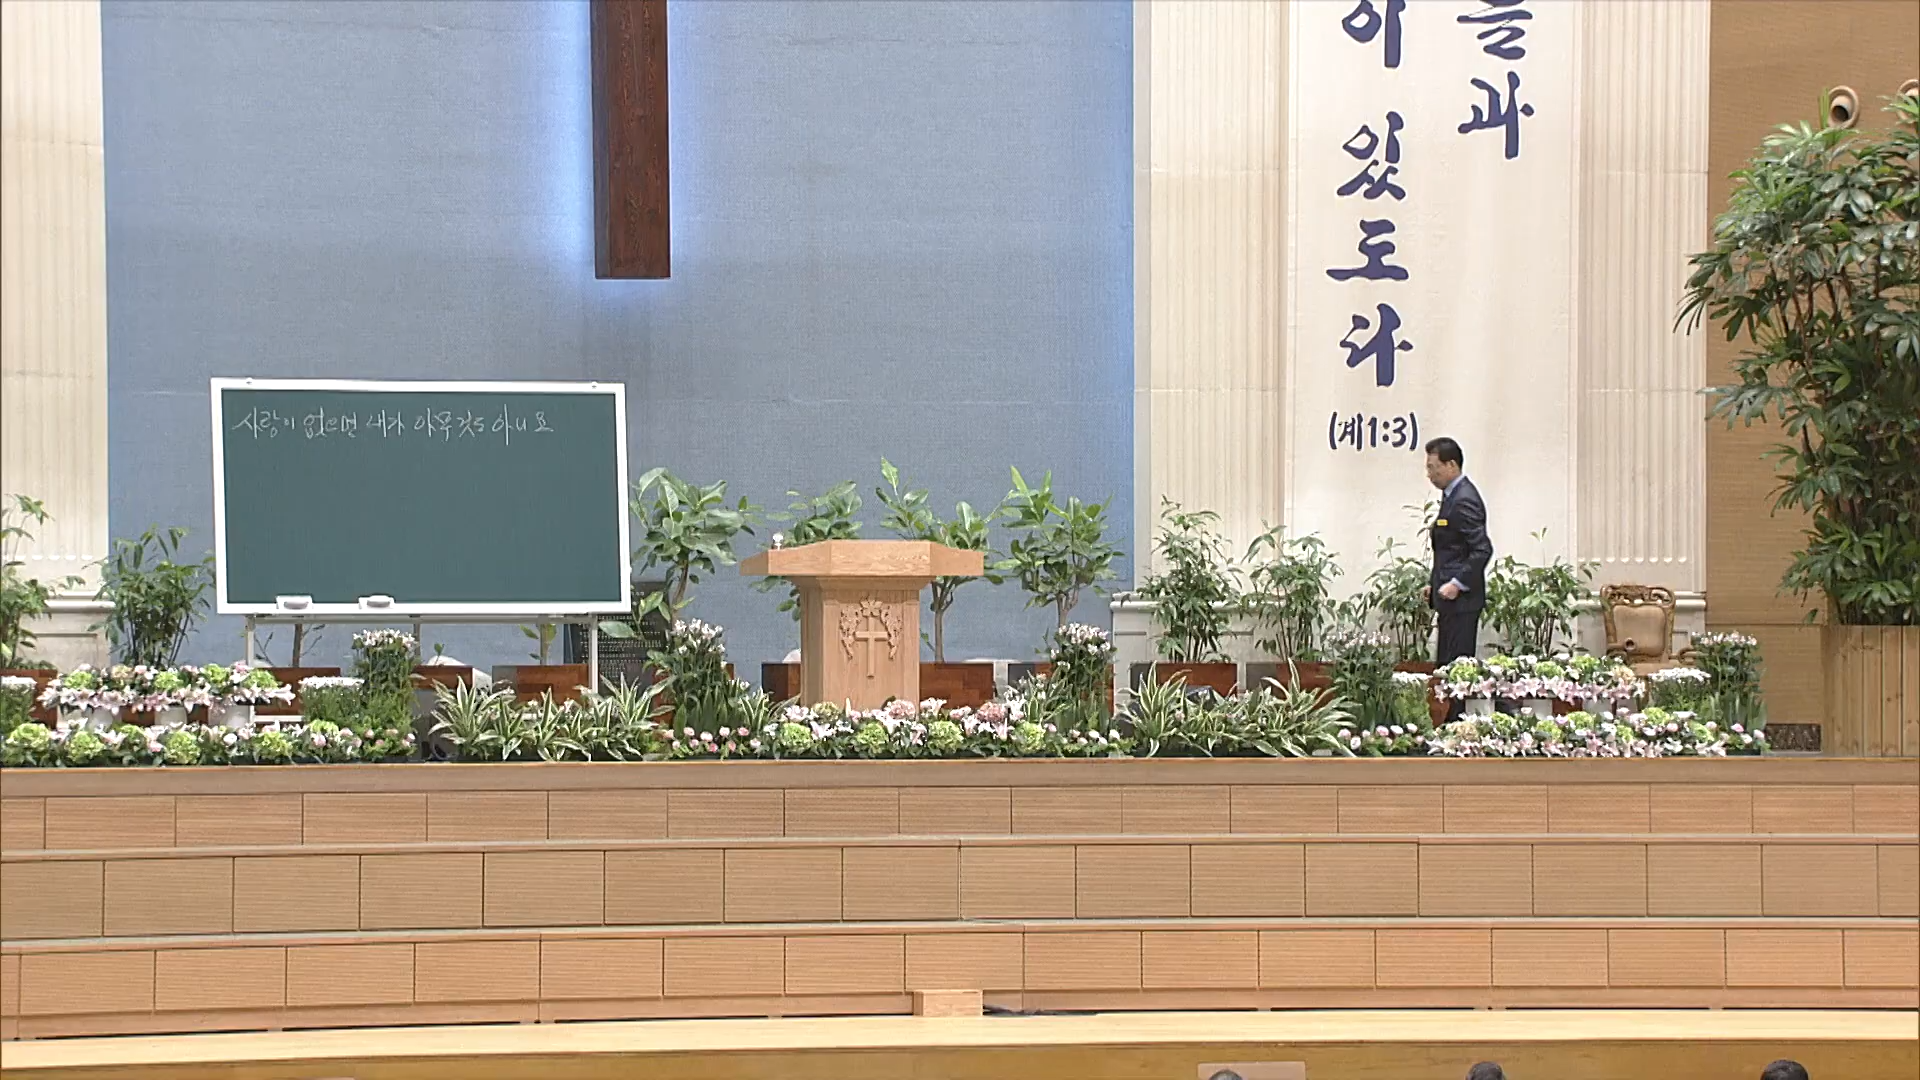 사랑이 없으면 내가 아무것도 아니요
들과
이 있도다
(계1:3)